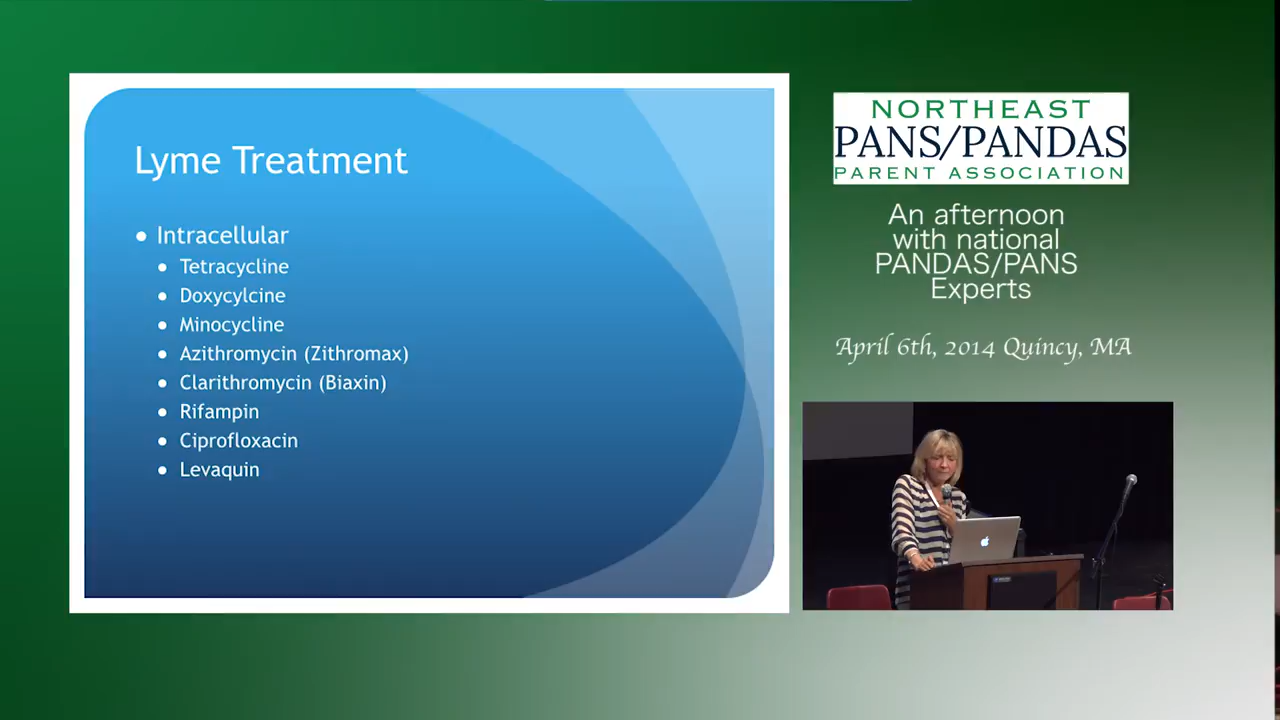 Lyme Treatment
Intracellular
Tetracycline
Doxycylcine
Minocycline
Azithromycin (Zithromax)
Clarithromycin (Biaxin)
Rifampin
Ciprofloxacin
Levaquin
NORTHEAST
PANS/PANDAS
PARENT ASSOCIATION
An afternoon
with national
PANDAS/PANS
Experts
April 6th, 2014 Quincy, MA